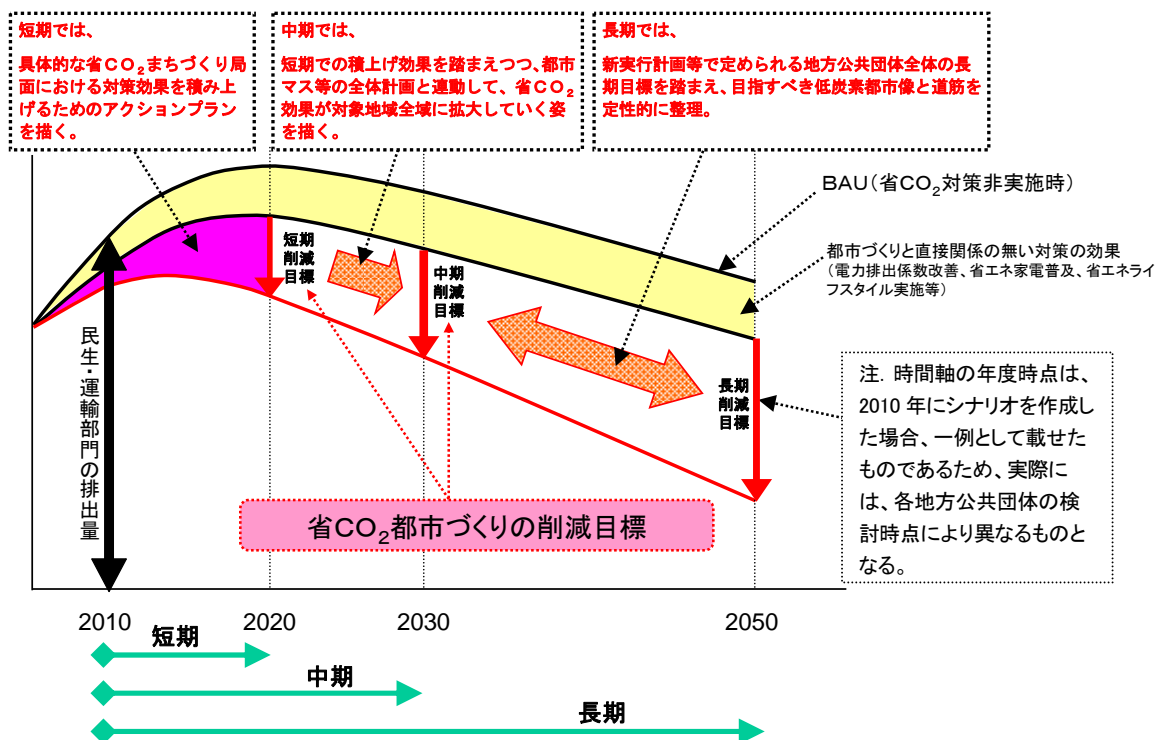 短期では、
具体的な省CO₂まちづくり局
面における対策効果を積み上
げるためのアクションプラン
を描く。
中期では、
短期での積上げ効果を踏まえつつ、都市
マス等の全体計画と連動して、省CO₂
効果が対象地域全域に拡大していく姿
を描く。
長期では、
新実行計画等で定められる地方公共団体全体の長
期目標を踏まえ、目指すべき低炭素都市像と道筋を
定性的に整理。
BAU(省CO₂対策非実施時)
都市づくりと直接関係の無い対策の効果
(電力排出係数改善、省エネ家電普及、省エネライ
フスタイル実施等)
短期
削減
目標
中期
削減
目標
長期
削減
目標
民生・運輸部門の排出量
注. 時間軸の年度時点は、
2010 年にシナリオを作成し
た場合、一例として載せた
ものであるため、実際に
は、各地方公共団体の検
討時点により異なるものと
なる。
省CO₂都市づくりの削減目標
2010
2020
2030
2050
短期
中期
長期